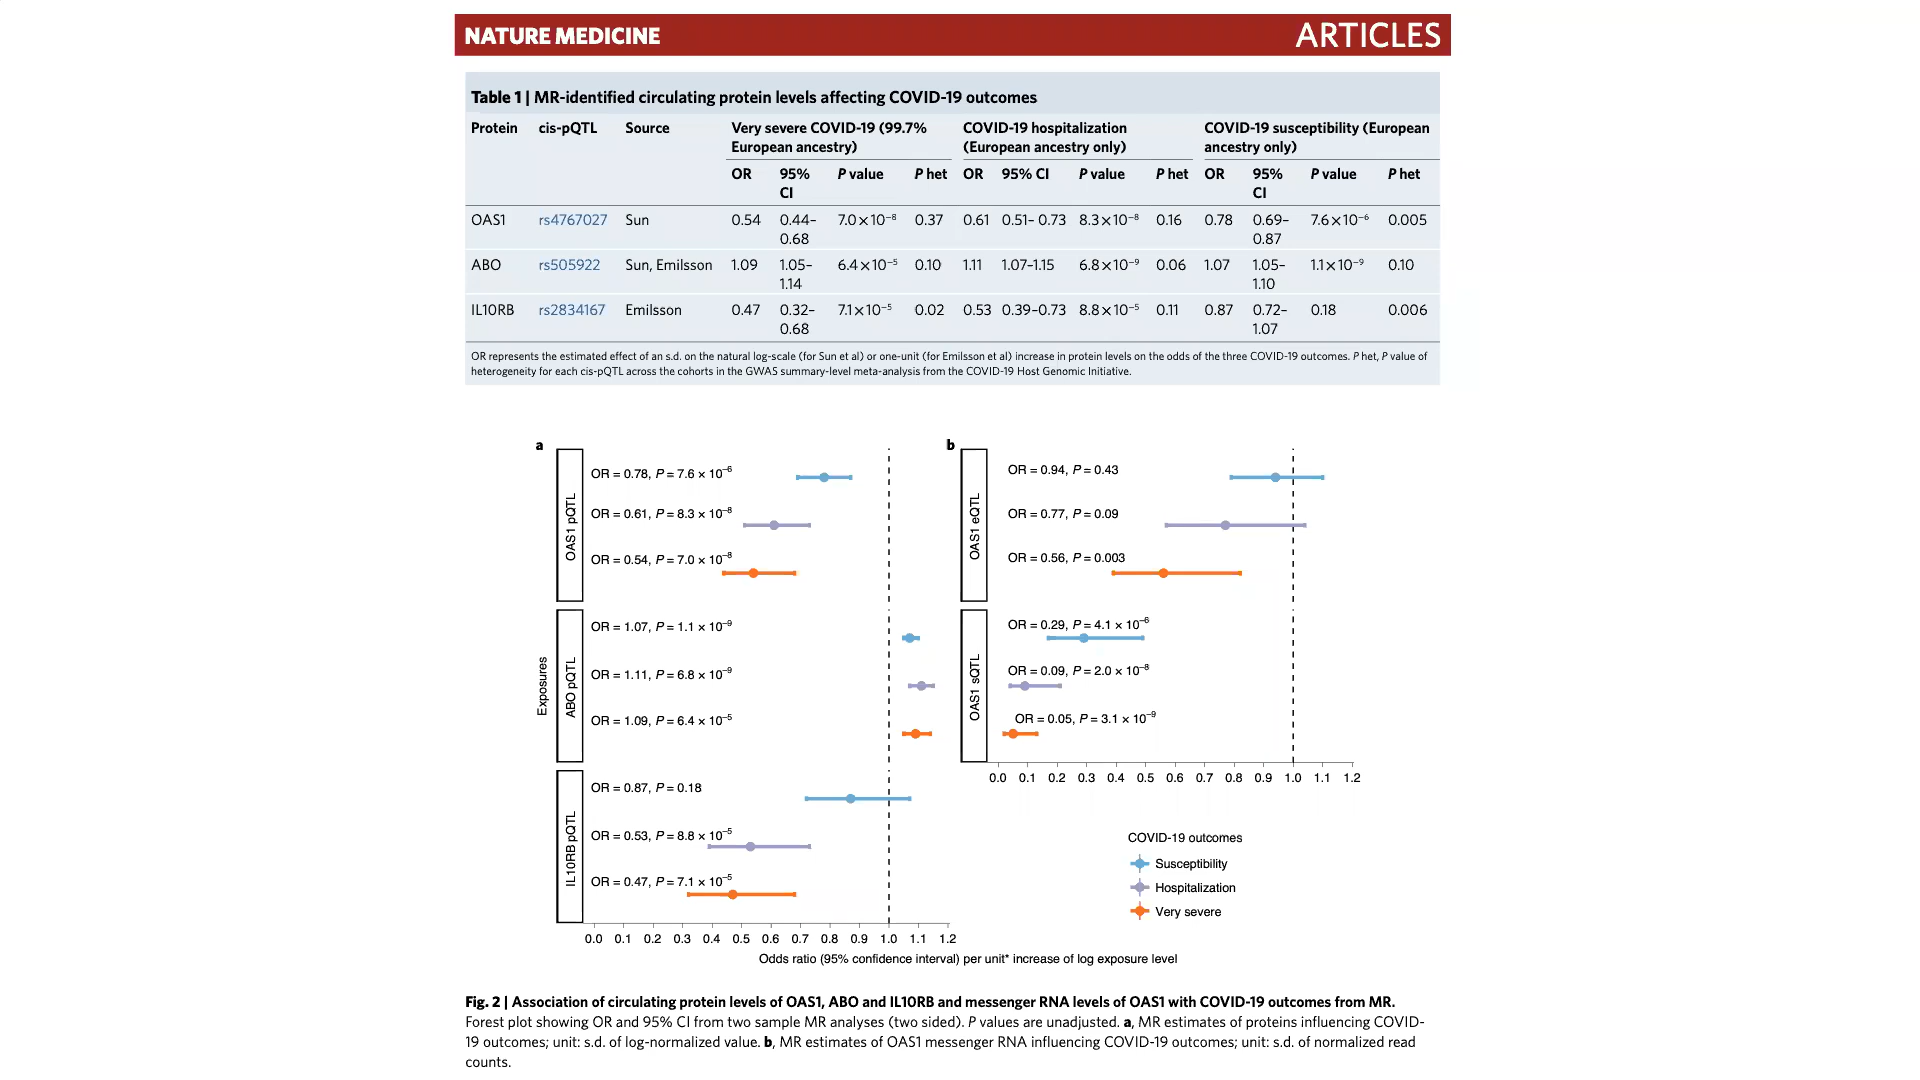 NATURE MEDICINE ARTICLES
Table 1 | MR-identified circulating protein levels affecting COVID-19 outcomes
Protein cis-pQTL Source Very severe COVID-19 (99.7% COVID-19 hospitalization COVID-19 susceptibility (European
European ancestry) (European ancestry only) ancestry only)
OR 95% P value P het OR 95% CI P value P het OR 95% P value P het
CI CI
OAS1 rs4767027 Sun 0.54 0.44– 7.0×10⁻⁸ 0.37 0.61 0.51– 0.73 8.3×10⁻⁸ 0.16 0.78 0.69– 7.6×10⁻⁶ 0.005
0.68 0.87
ABO rs505922 Sun, Emilsson 1.09 1.05– 6.4×10⁻⁵ 0.10 1.11 1.07–1.15 6.8×10⁻⁹ 0.06 1.07 1.05– 1.1×10⁻⁹ 0.10
1.14 1.10
IL10RB rs2834167 Emilsson 0.47 0.32– 7.1×10⁻⁵ 0.02 0.53 0.39–0.73 8.8×10⁻⁵ 0.11 0.87 0.72– 0.18 0.006
0.68 1.07
OR represents the estimated effect of an s.d. on the natural log-scale (for Sun et al) or one-unit (for Emilsson et al) increase in protein levels on the odds of the three COVID-19 outcomes. P het, P value of
heterogeneity for each cis-pQTL across the cohorts in the GWAS summary-level meta-analysis from the COVID-19 Host Genomic Initiative.
a
Exposures
OAS1 pQTL
OR = 0.78, P = 7.6 × 10⁻⁶
OR = 0.61, P = 8.3 × 10⁻⁸
OR = 0.54, P = 7.0 × 10⁻⁸
ABO pQTL
OR = 1.07, P = 1.1 × 10⁻⁹
OR = 1.11, P = 6.8 × 10⁻⁹
OR = 1.09, P = 6.4 × 10⁻⁵
IL10RB pQTL
OR = 0.87, P = 0.18
OR = 0.53, P = 8.8 × 10⁻⁵
OR = 0.47, P = 7.1 × 10⁻⁵
0.0 0.1 0.2 0.3 0.4 0.5 0.6 0.7 0.8 0.9 1.0 1.1 1.2
b
OAS1 eQTL
OR = 0.94, P = 0.43
OR = 0.77, P = 0.09
OR = 0.56, P = 0.003
OAS1 sQTL
OR = 0.29, P = 4.1 × 10⁻⁶
OR = 0.09, P = 2.0 × 10⁻⁸
OR = 0.05, P = 3.1 × 10⁻⁹
0.0 0.1 0.2 0.3 0.4 0.5 0.6 0.7 0.8 0.9 1.0 1.1 1.2
COVID-19 outcomes
Susceptibility
Hospitalization
Very severe
Odds ratio (95% confidence interval) per unit* increase of log exposure level
Fig. 2 | Association of circulating protein levels of OAS1, ABO and IL10RB and messenger RNA levels of OAS1 with COVID-19 outcomes from MR.
Forest plot showing OR and 95% CI from two sample MR analyses (two sided). P values are unadjusted. a, MR estimates of proteins influencing COVID-
19 outcomes; unit: s.d. of log-normalized value. b, MR estimates of OAS1 messenger RNA influencing COVID-19 outcomes; unit: s.d. of normalized read
counts.